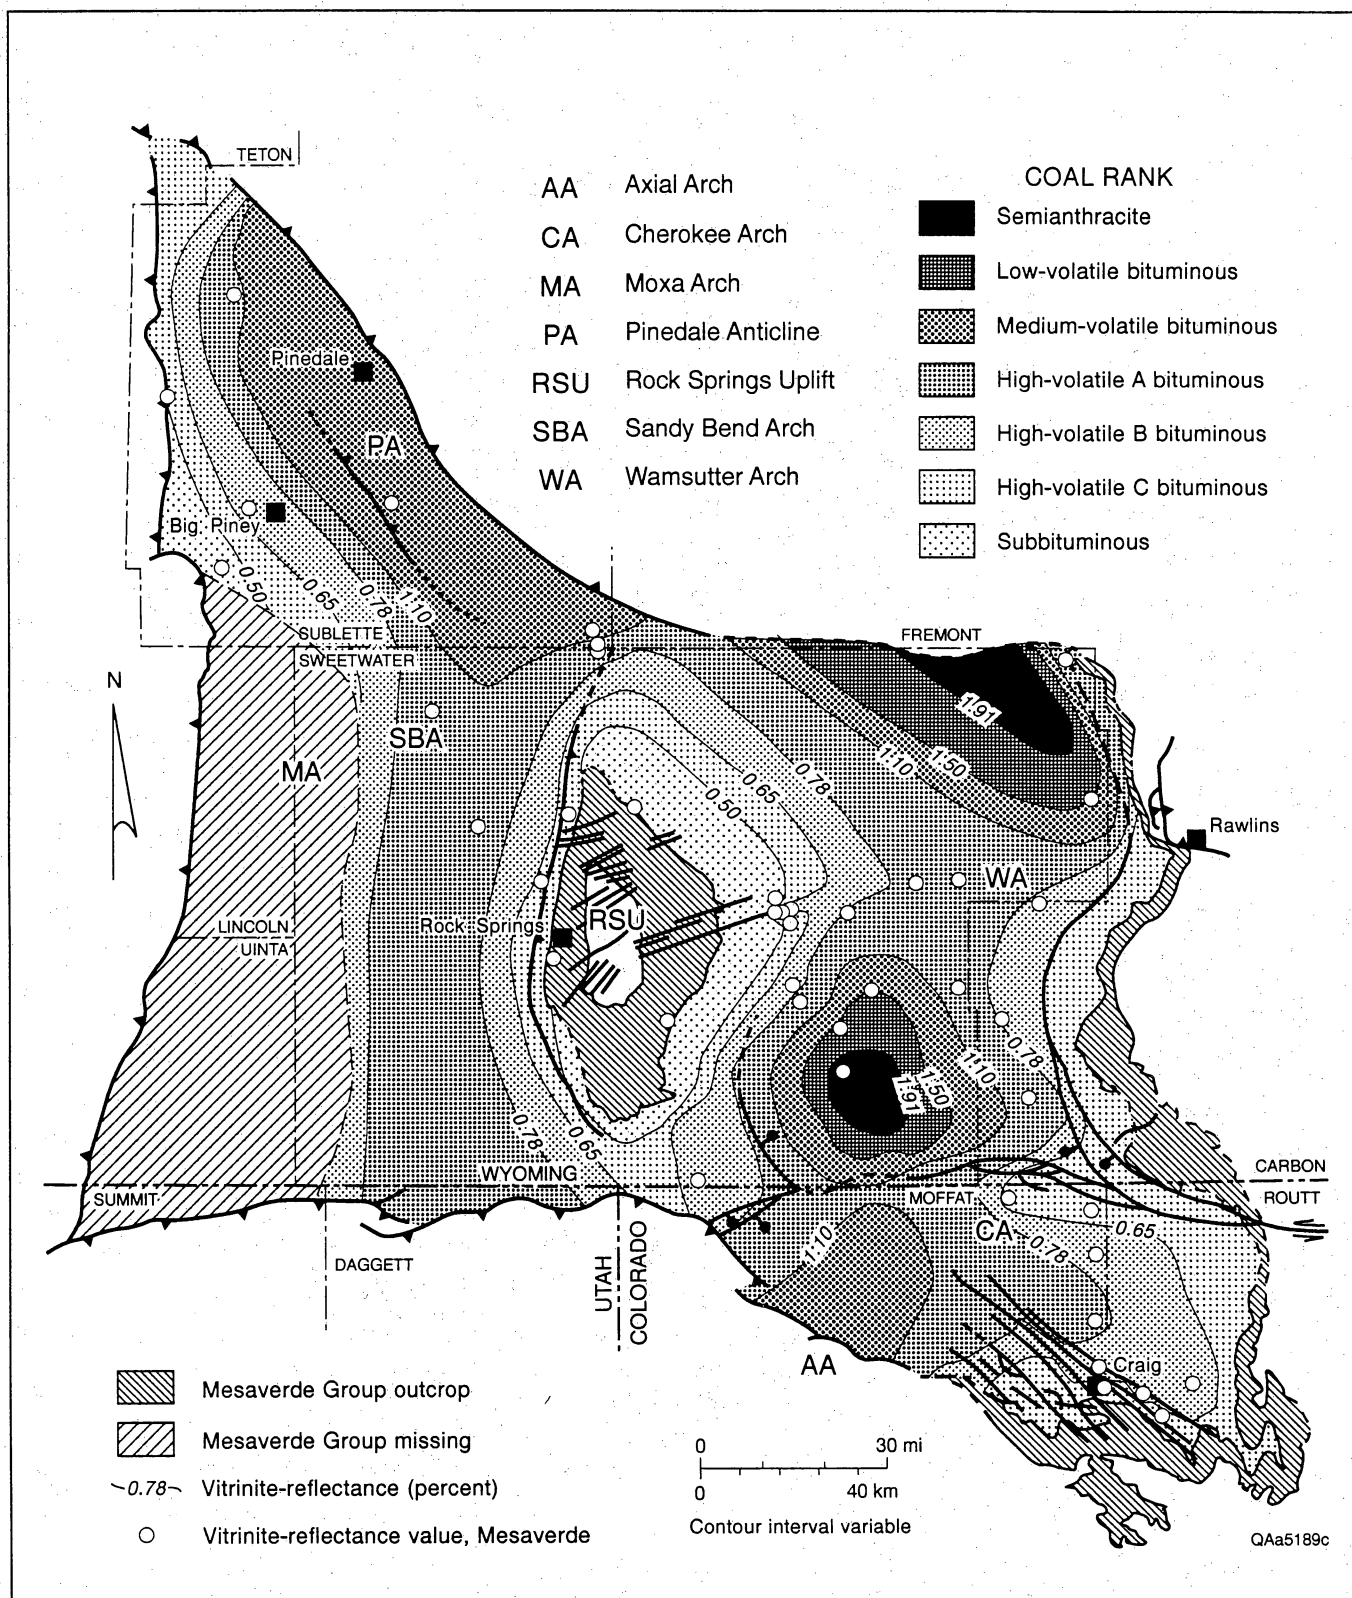 TETON
AA Axial Arch
CA Cherokee Arch
MA Moxa Arch
PA Pinedale Anticline
RSU Rock Springs Uplift
SBA Sandy Bend Arch
WA Wamsutter Arch
COAL RANK
Semianthracite
Low-volatile bituminous
Medium-volatile bituminous
High-volatile A bituminous
High-volatile B bituminous
High-volatile C bituminous
Subbituminous
Pinedale
PA
Big Piney
0.50
0.65
0.78
1.10
SUBLETTE
SWEETWATER
FREMONT
N
1.91
SBA
MA
1.10
1.50
0.78
0.65
0.50
Rawlins
WA
RSU
Rock Springs
LINCOLN
UINTA
0.78
1.10
1.50
1.91
0.78
0.65
WYOMING
CARBON
SUMMIT
MOFFAT
ROUTT
CA
0.65
0.78
1.10
DAGGETT
UTAH
COLORADO
AA
Craig
Mesaverde Group outcrop
Mesaverde Group missing
0.78 Vitrinite-reflectance (percent)
Vitrinite-reflectance value, Mesaverde
0 30 mi
0 40 km
Contour interval variable
QAa5189c